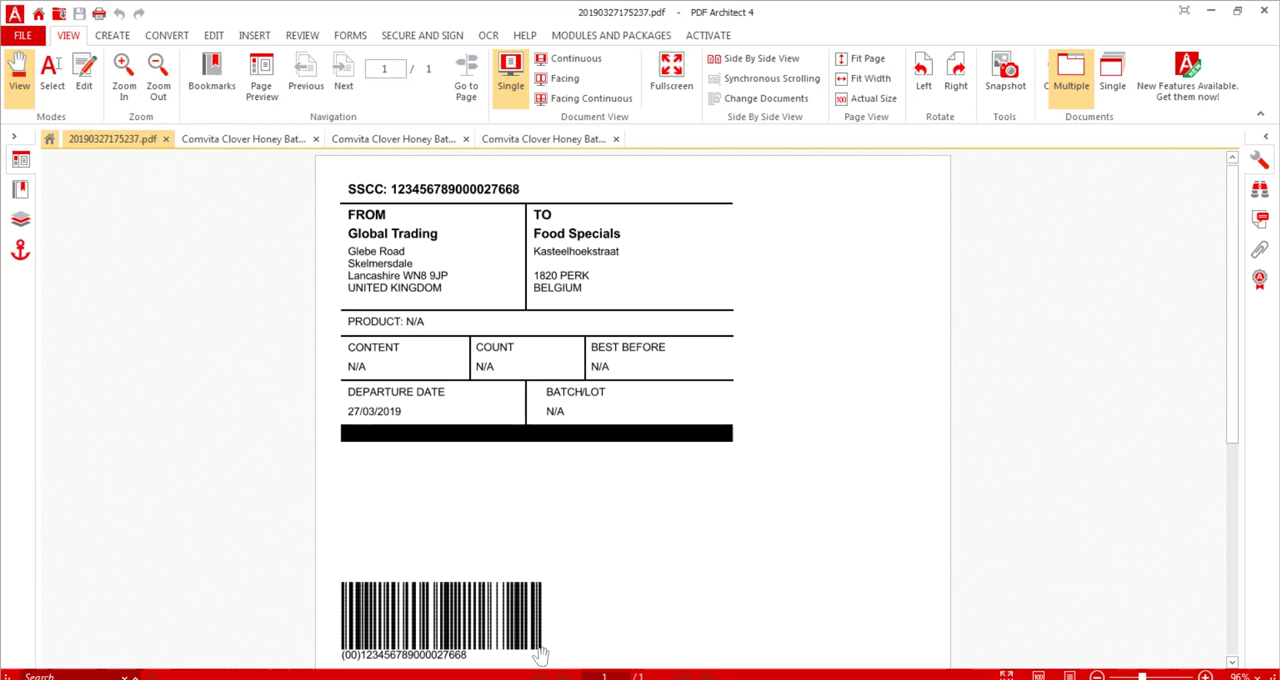 20190327175237.pdf - PDF Architect 4
FILE VIEW CREATE CONVERT EDIT INSERT REVIEW FORMS SECURE AND SIGN OCR HELP MODULES AND PACKAGES ACTIVATE
View Select Edit Zoom In Zoom Out Bookmarks Page Preview Previous 1 / 1 Next Go to Page Single Continuous Facing Facing Continuous Fullscreen Side By Side View Synchronous Scrolling Change Documents Fit Page Fit Width 100 Actual Size Left Right Snapshot Multiple Single NEW New Features Available. Get them now!
Modes Zoom Navigation Document View Side By Side View Page View Rotate Tools Documents
20190327175237.pdf Comvita Clover Honey Bat... Comvita Clover Honey Bat... Comvita Clover Honey Bat...
SSCC: 123456789000027668
FROM TO
Global Trading Food Specials
Glebe Road Kasteelhoekstraat
Skelmersdale
Lancashire WN8 9JP 1820 PERK
UNITED KINGDOM BELGIUM
PRODUCT: N/A
CONTENT COUNT BEST BEFORE
N/A N/A N/A
DEPARTURE DATE BATCH/LOT
27/03/2019 N/A
(00)123456789000027668
Search 1 / 1 100 96%